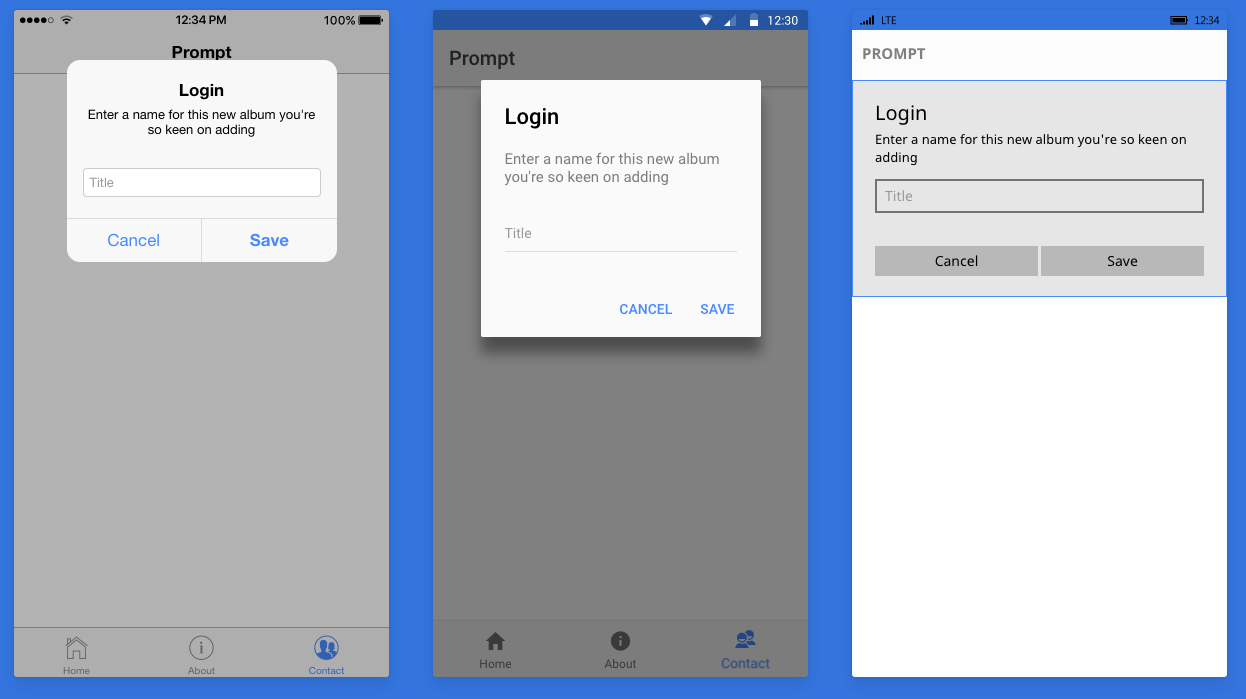 12:34 PM
100%
Prompt
Login
Enter a name for this new album you're
so keen on adding
Title
Cancel
Save
Home
About
Contact
12:30
Prompt
Login
Enter a name for this new album
you're so keen on adding
Title
CANCEL
SAVE
Home
About
Contact
LTE
12:34
PROMPT
Login
Enter a name for this new album you're so keen on
adding
Title
Cancel
Save